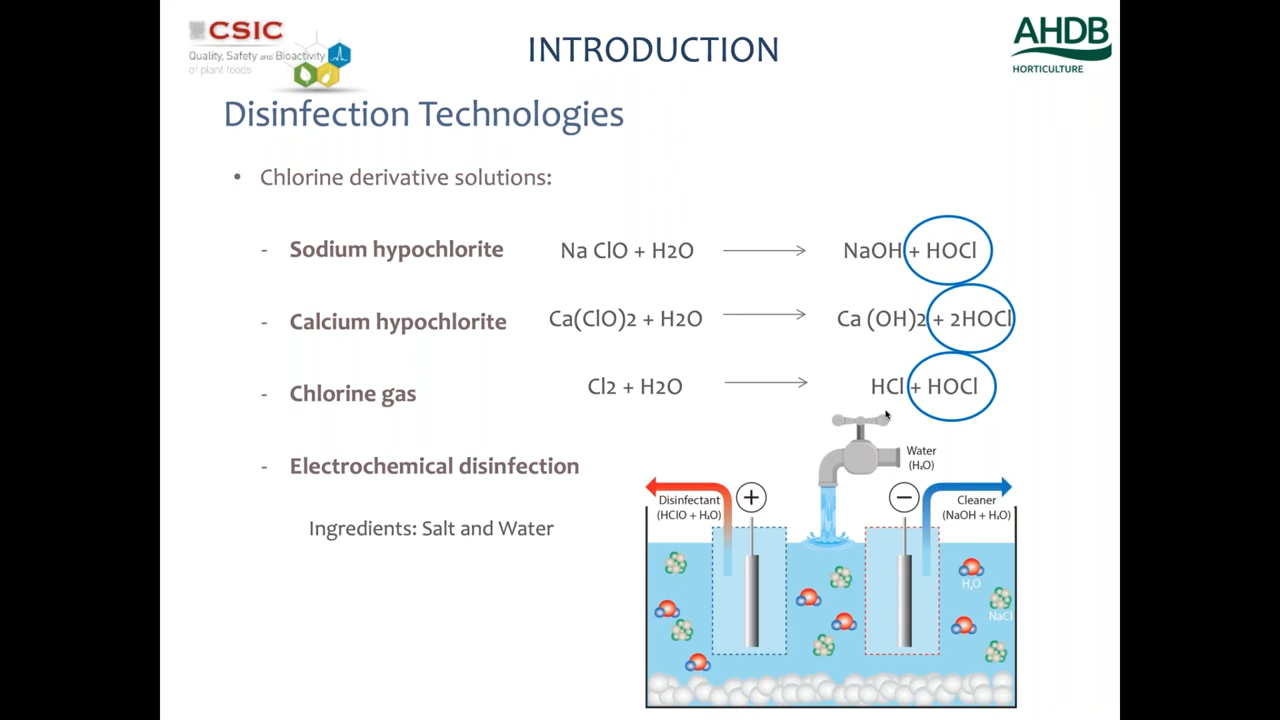 CSIC
Quality, Safety and Bioactivity
of plant foods
INTRODUCTION
AHDB
HORTICULTURE
Disinfection Technologies
• Chlorine derivative solutions:
- Sodium hypochlorite
Na ClO + H2O
NaOH + HOCl
- Calcium hypochlorite
Ca(ClO)2 + H2O
Ca (OH)2 + 2HOCl
- Chlorine gas
Cl2 + H2O
HCl + HOCl
- Electrochemical disinfection
Ingredients: Salt and Water
Water
(H₂O)
Disinfectant
(HClO + H₂O)
+
−
Cleaner
(NaOH + H₂O)
H₂O
NaCl